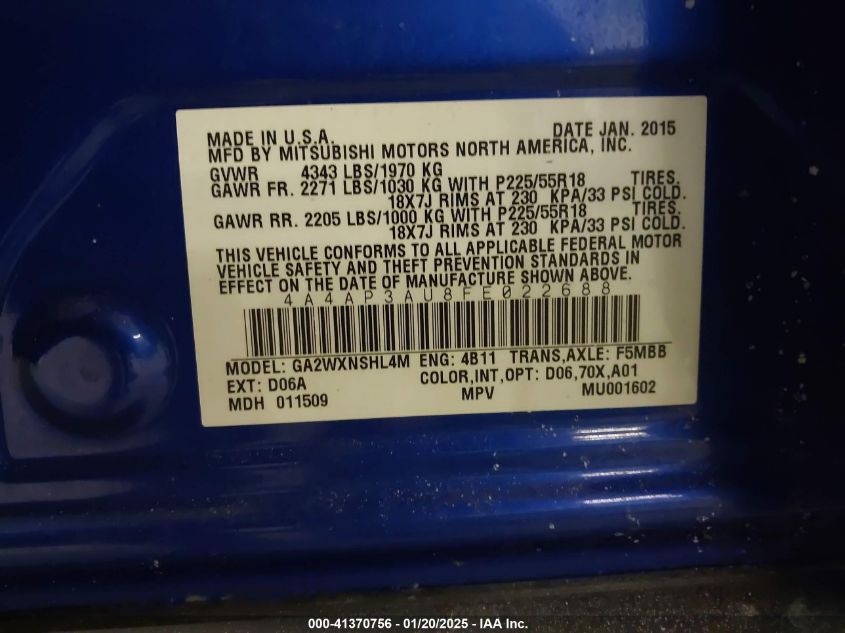 MADE IN U.S.A. DATE JAN. 2015
MFD BY MITSUBISHI MOTORS NORTH AMERICA, INC.
GVWR 4343 LBS/1970 KG
GAWR FR. 2271 LBS/1030 KG WITH P225/55R18 TIRES,
18X7J RIMS AT 230 KPA/33 PSI COLD.
GAWR RR. 2205 LBS/1000 KG WITH P225/55R18 TIRES,
18X7J RIMS AT 230 KPA/33 PSI COLD.
THIS VEHICLE CONFORMS TO ALL APPLICABLE FEDERAL MOTOR
VEHICLE SAFETY AND THEFT PREVENTION STANDARDS IN
EFFECT ON THE DATE OF MANUFACTURE SHOWN ABOVE.
4A4AP3AU8FE022688
MODEL: GA2WXNSHL4M ENG: 4B11 TRANS,AXLE: F5MBB
EXT: D06A COLOR,INT,OPT: D06,70X,A01
MDH 011509 MPV MU001602
000-41370756 - 01/20/2025 - IAA Inc.